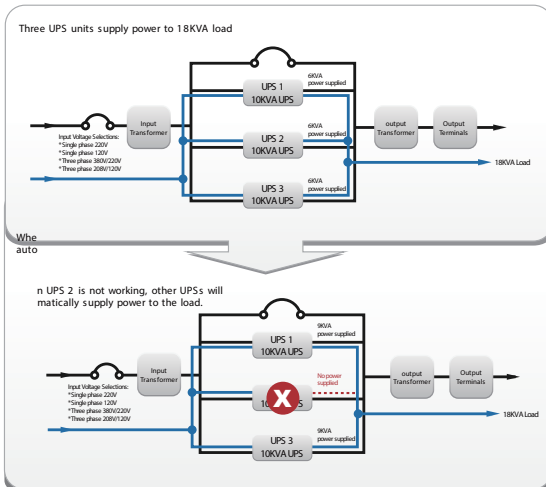 Three UPS units supply power to 18KVA load
6KVA
power supplied
UPS 1
10KVA UPS
Input
Transformer
Input Voltage Selections:
*Single phase 220V
*Single phase 120V
*Three phase 380V/220V
*Three phase 208V/120V
6KVA
power supplied
UPS 2
10KVA UPS
output
Transformer
Output
Terminals
18KVA Load
6KVA
power supplied
UPS 3
10KVA UPS
Whe
auto
n UPS 2 is not working, other UPSs will
matically supply power to the load.
9KVA
power supplied
UPS 1
10KVA UPS
Input
Transformer
Input Voltage Selections:
*Single phase 220V
*Single phase 120V
*Three phase 380V/220V
*Three phase 208V/120V
No power
supplied
X
10 UPS
output
Transformer
Output
Terminals
18KVA Load
9KVA
power supplied
UPS 3
10KVA UPS